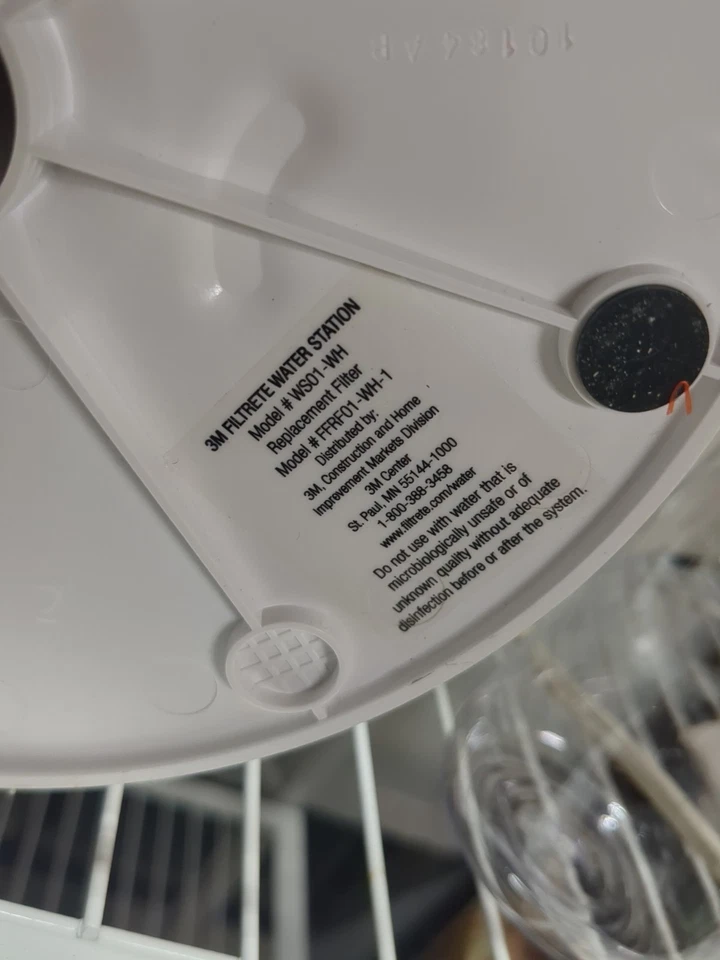 10184AB
3M FILTRETE WATER STATION
Model # WS01-WH
Replacement Filter
Model # FFRF01-WH-1
Distributed by:
3M, Construction and Home
Improvement Markets Division
3M Center
St. Paul, MN 55144-1000
1-800-388-3458
www.filtrete.com/water
Do not use with water that is
microbiologically unsafe or of
unknown quality without adequate
disinfection before or after the system.
2